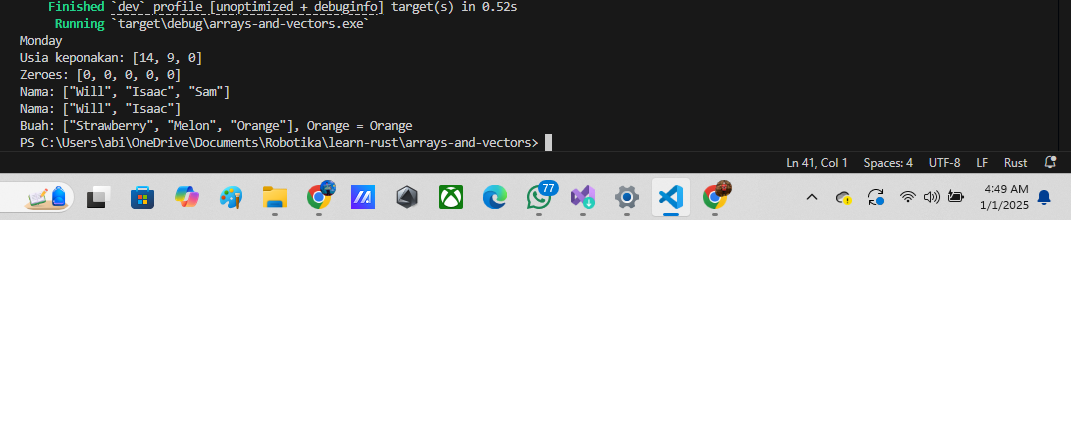 Finished `dev` profile [unoptimized + debuginfo] target(s) in 0.52s
Running `target\debug\arrays-and-vectors.exe`
Monday
Usia keponakan: [14, 9, 0]
Zeroes: [0, 0, 0, 0, 0]
Nama: ["Will", "Isaac", "Sam"]
Nama: ["Will", "Isaac"]
Buah: ["Strawberry", "Melon", "Orange"], Orange = Orange
PS C:\Users\abi\OneDrive\Documents\Robotika\learn-rust\arrays-and-vectors>
Ln 41, Col 1 Spaces: 4 UTF-8 LF Rust
77
4:49 AM
1/1/2025